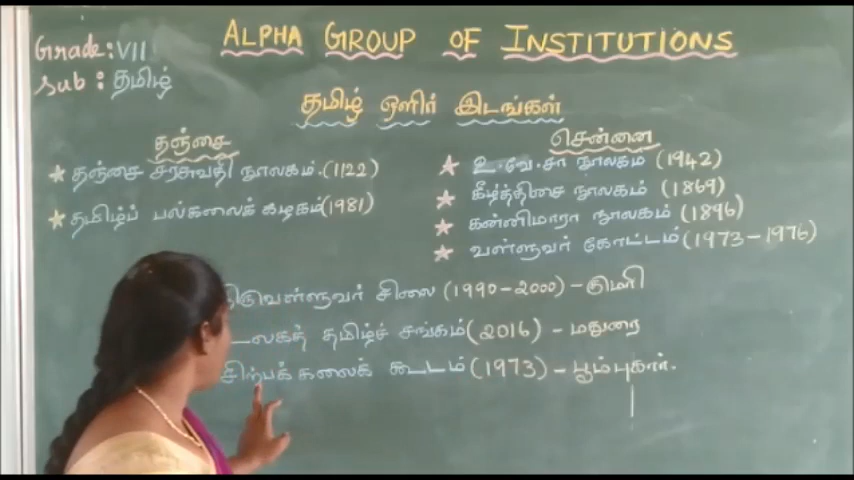 ALPHA GROUP OF INSTITUTIONS
Grade: VII
Sub: தமிழ்
தமிழ் ஒளிர் இடங்கள்
தஞ்சை
★ தஞ்சை சரசுவதி நூலகம்.(1122)
★ தமிழ்ப் பல்கலைக் கழகம்(1981)
சென்னை
★ உ.வே.சா நூலகம் (1942)
★ கீழ்த்திசை நூலகம் (1869)
★ கன்னிமாரா நூலகம் (1896)
★ வள்ளுவர் கோட்டம் (1973-1976)
திருவள்ளுவர் சிலை (1990-2000) - குமரி
உலகத் தமிழ்ச் சங்கம் (2016) - மதுரை
சிற்பக் கலைக் கூடம் (1973) - பூம்புகார்.